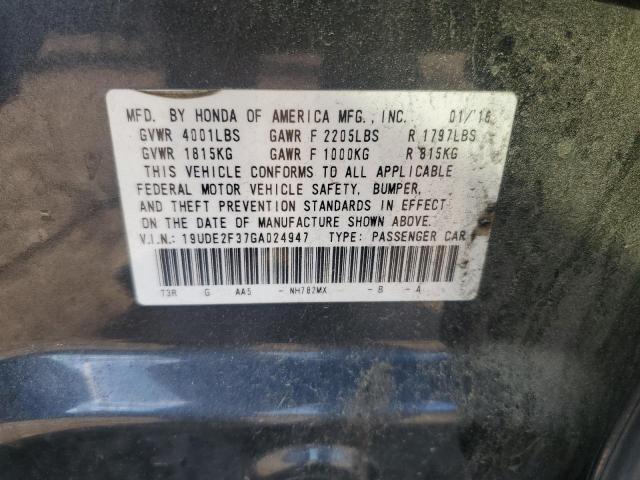 MFD. BY HONDA OF AMERICA MFG., INC. 01/'16
GVWR 4001LBS GAWR F 2205LBS R 1797LBS
GVWR 1815KG GAWR F 1000KG R 815KG
THIS VEHICLE CONFORMS TO ALL APPLICABLE
FEDERAL MOTOR VEHICLE SAFETY, BUMPER,
AND THEFT PREVENTION STANDARDS IN EFFECT
ON THE DATE OF MANUFACTURE SHOWN ABOVE.
V.I.N.: 19UDE2F37GA024947 TYPE: PASSENGER CAR
T3R G AA5 - NH782MX - B - A